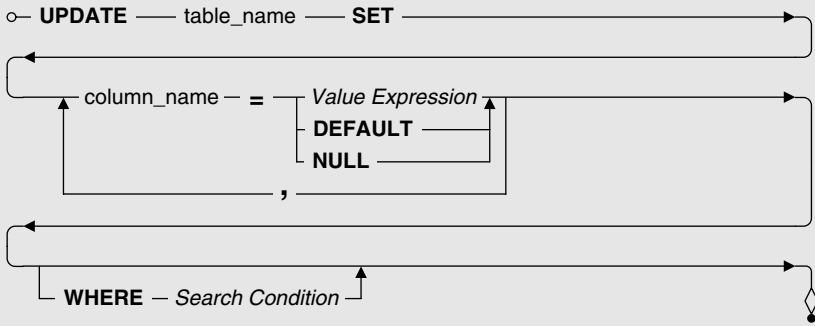 UPDATE table_name SET
column_name = Value Expression
DEFAULT
NULL
,
WHERE Search Condition